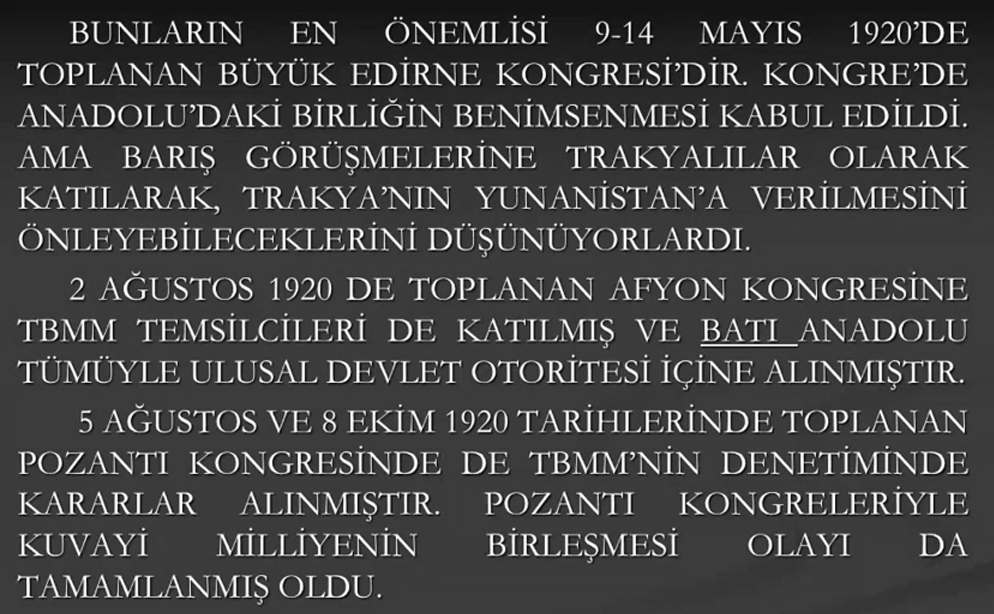 BUNLARIN EN ÖNEMLİSİ 9-14 MAYIS 1920’DE
TOPLANAN BÜYÜK EDİRNE KONGRESİ’DİR. KONGRE’DE
ANADOLU’DAKİ BİRLİĞİN BENİMSENMESİ KABUL EDİLDİ.
AMA BARIŞ GÖRÜŞMELERİNE TRAKYALILAR OLARAK
KATILARAK, TRAKYA’NIN YUNANİSTAN’A VERİLMESİNİ
ÖNLEYEBİLECEKLERİNİ DÜŞÜNÜYORLARDI.
2 AĞUSTOS 1920 DE TOPLANAN AFYON KONGRESİNE
TBMM TEMSİLCİLERİ DE KATILMIŞ VE BATI ANADOLU
TÜMÜYLE ULUSAL DEVLET OTORİTESİ İÇİNE ALINMIŞTIR.
5 AĞUSTOS VE 8 EKİM 1920 TARİHLERİNDE TOPLANAN
POZANTI KONGRESİNDE DE TBMM’NİN DENETİMİNDE
KARARLAR ALINMIŞTIR. POZANTI KONGRELERİYLE
KUVAYİ MİLLİYENİN BİRLEŞMESİ OLAYI DA
TAMAMLANMIŞ OLDU.